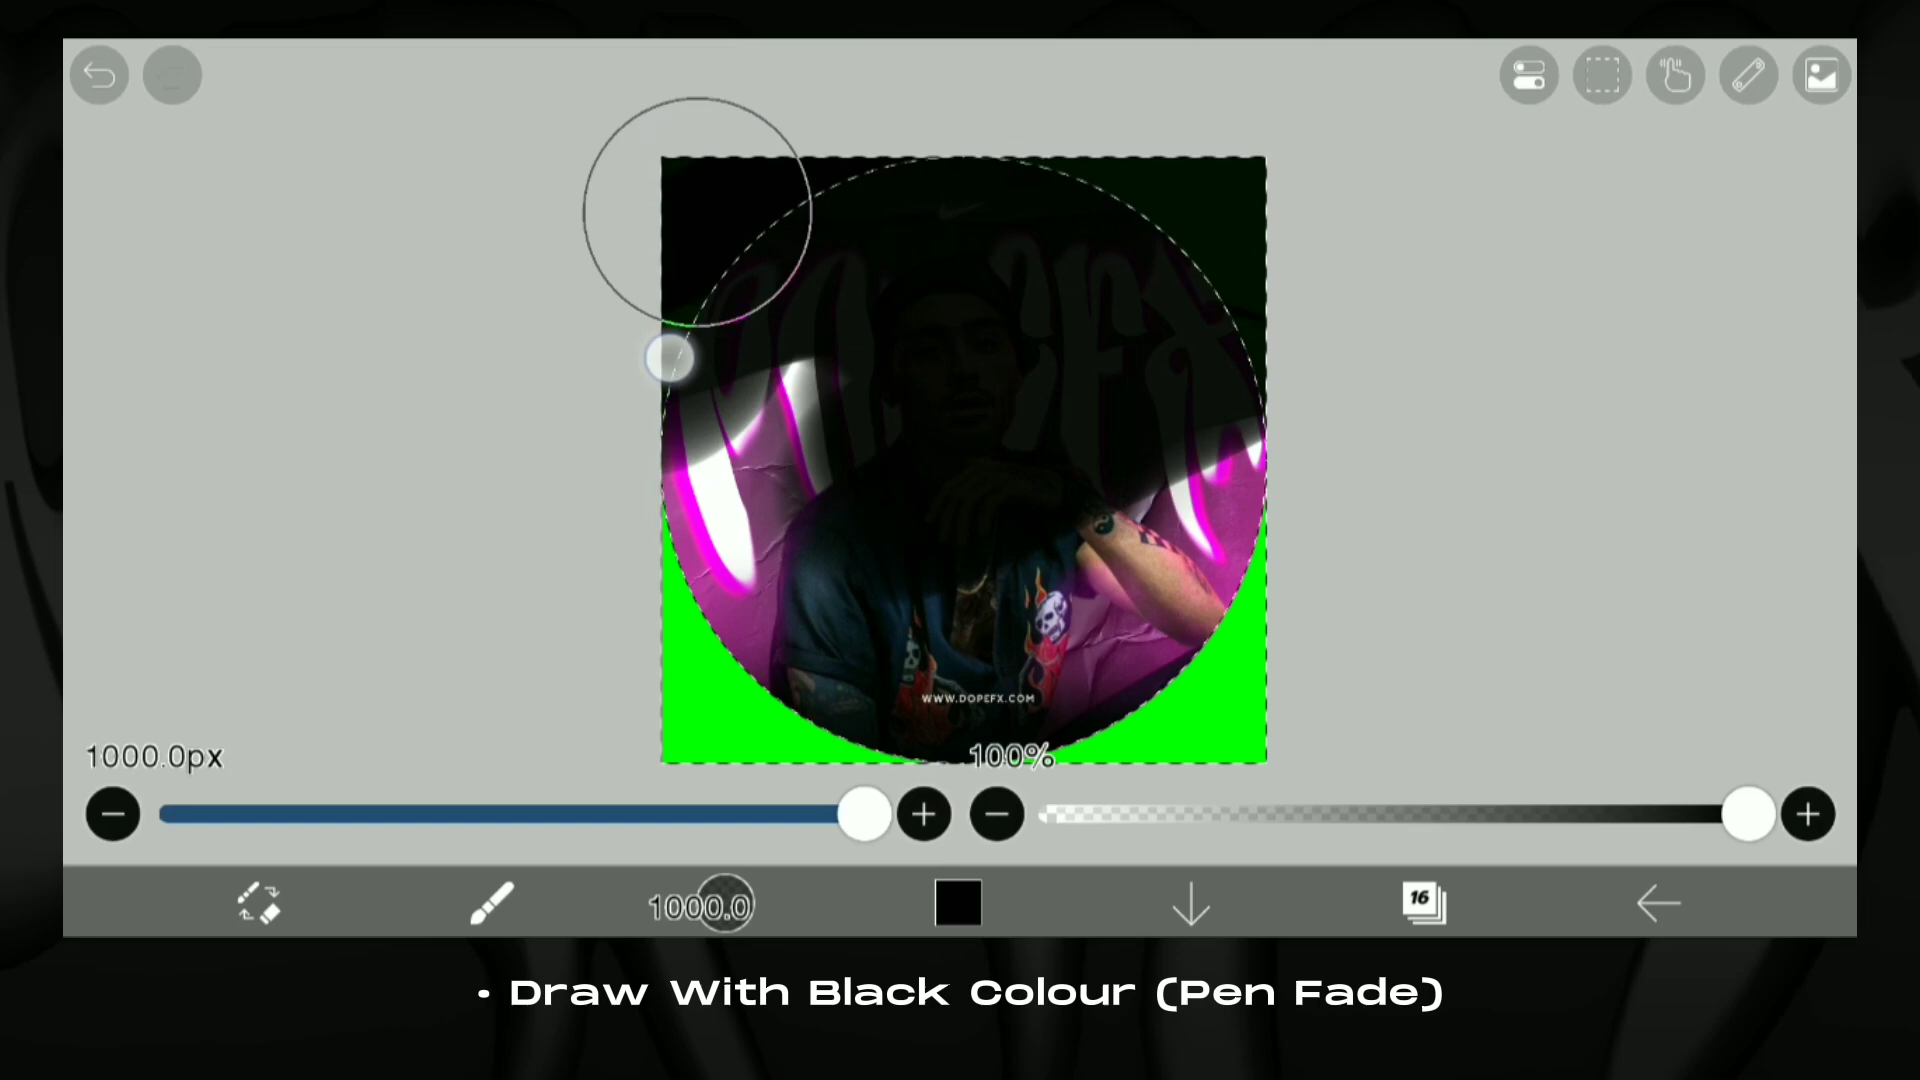 1000.0px
100%
WWW.DOPEFX.COM
1000.0
16
• Draw With Black Colour (Pen Fade)